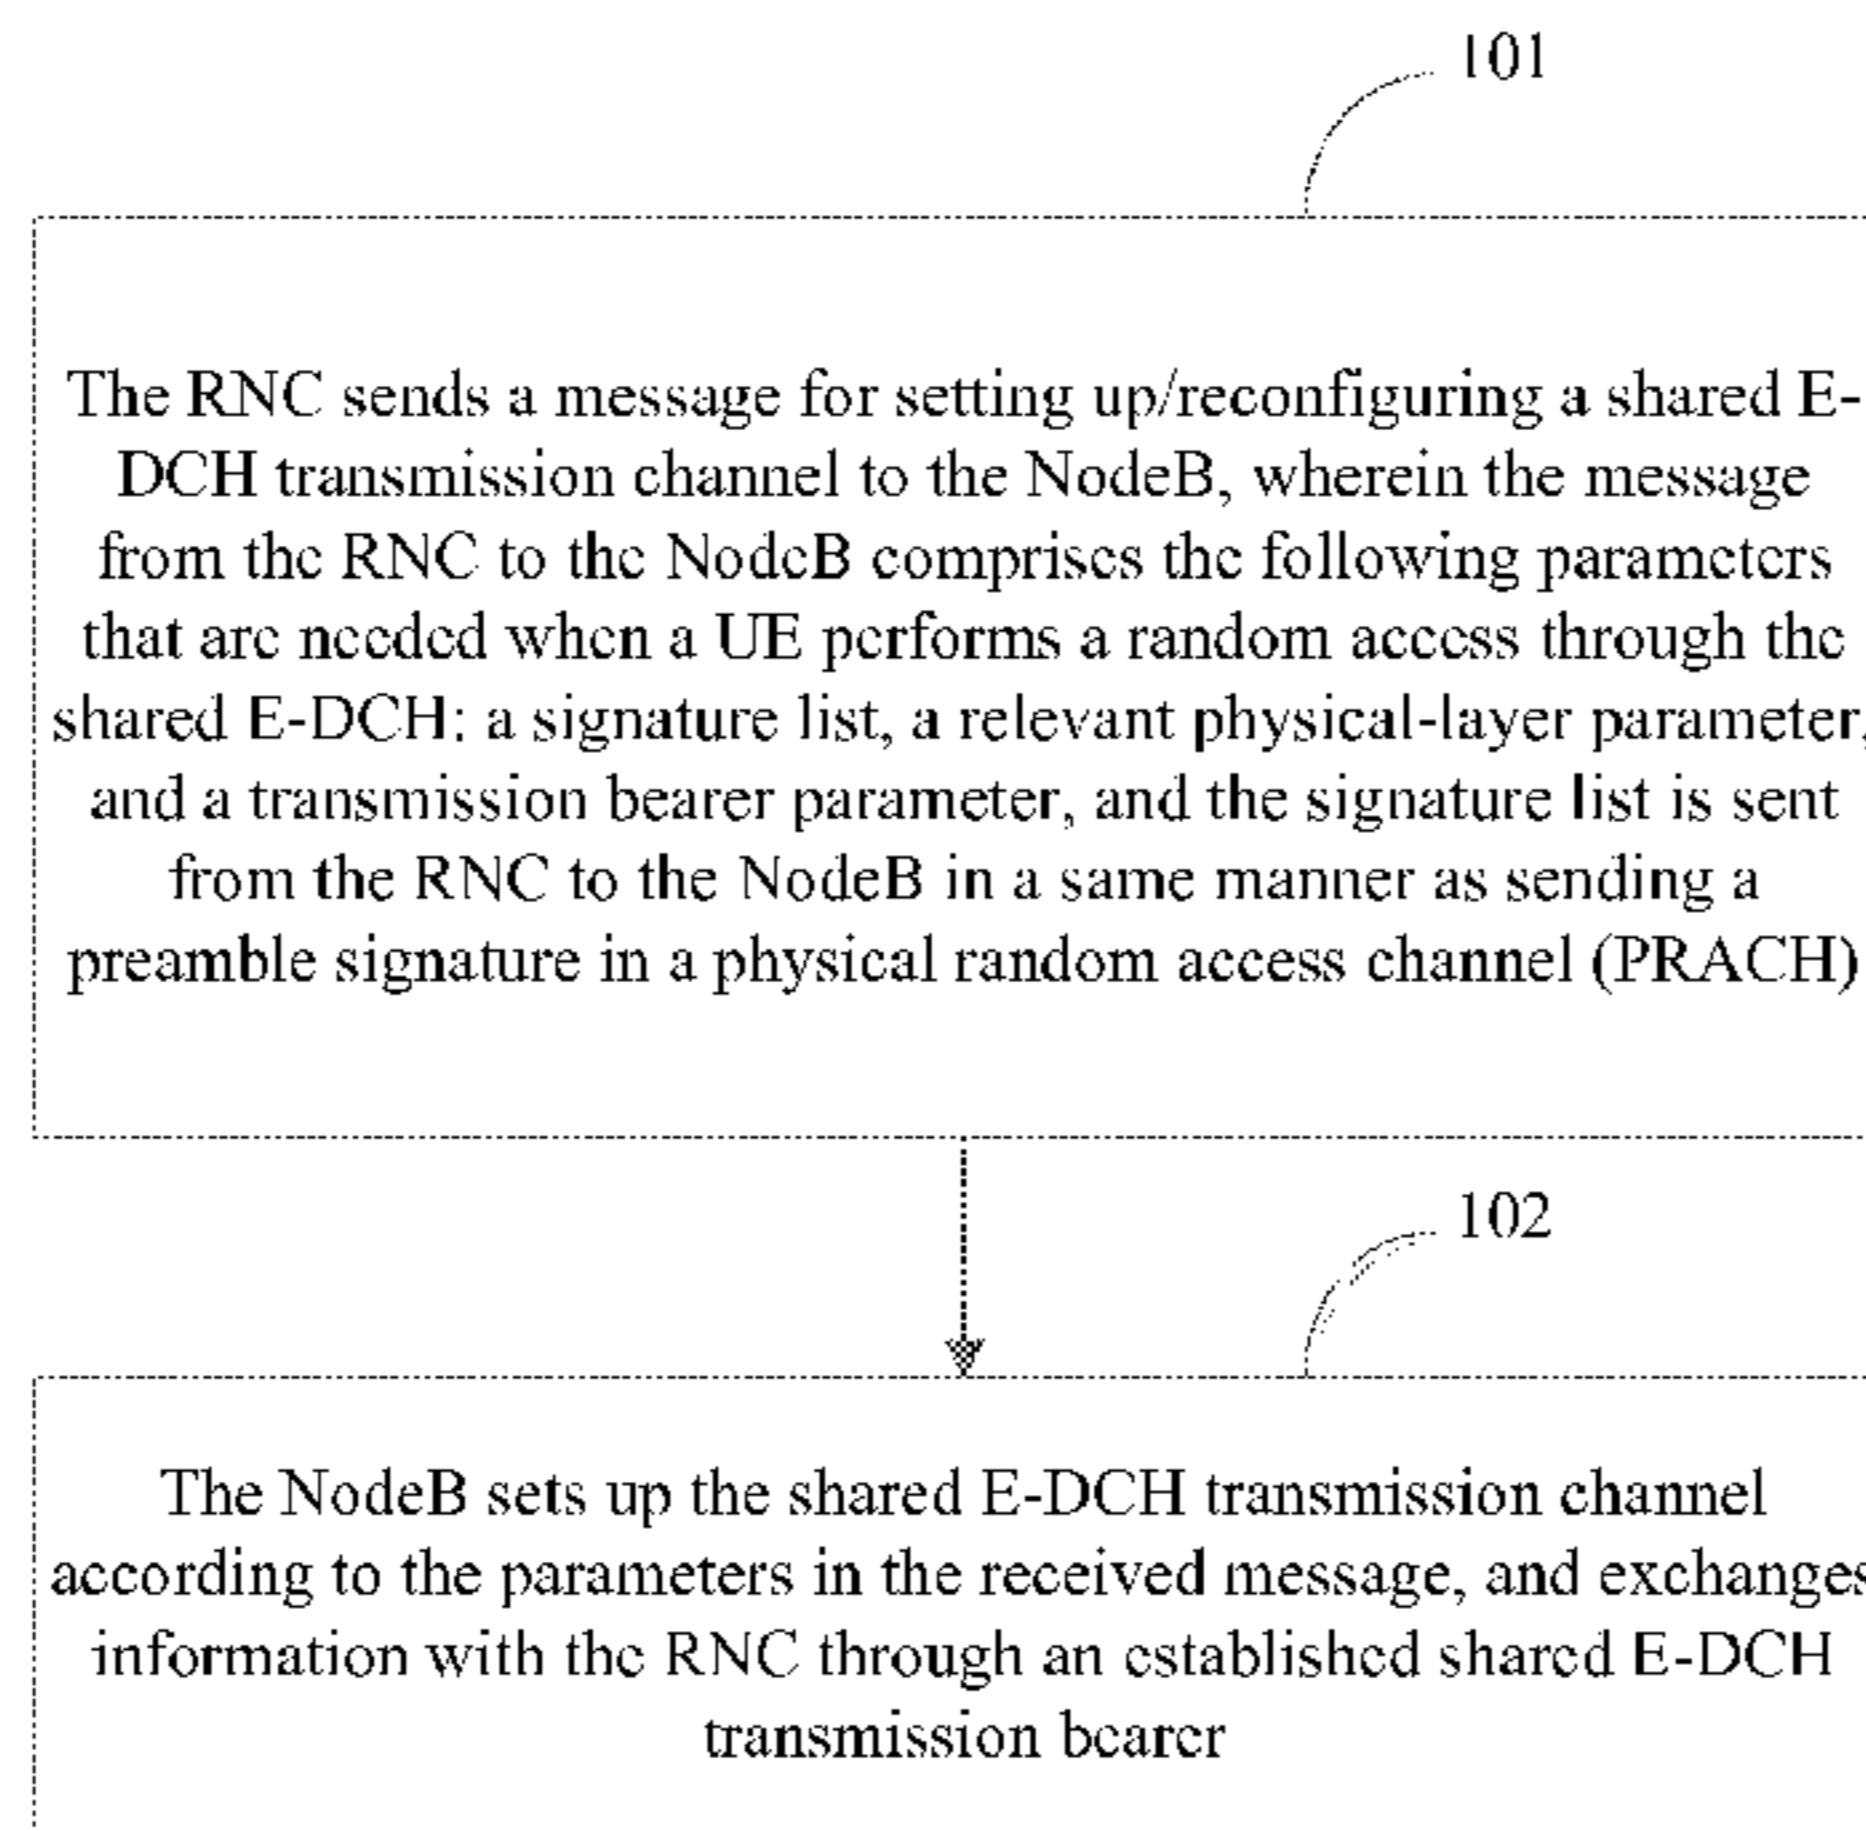 101
The RNC sends a message for setting up/reconfiguring a shared E-
DCH transmission channel to the NodeB, wherein the message
from the RNC to the NodeB comprises the following parameters
that are needed when a UE performs a random access through the
shared E-DCH: a signature list, a relevant physical-layer parameter,
and a transmission bearer parameter, and the signature list is sent
from the RNC to the NodeB in a same manner as sending a
preamble signature in a physical random access channel (PRACH)
102
The NodeB sets up the shared E-DCH transmission channel
according to the parameters in the received message, and exchanges
information with the RNC through an established shared E-DCH
transmission bearer